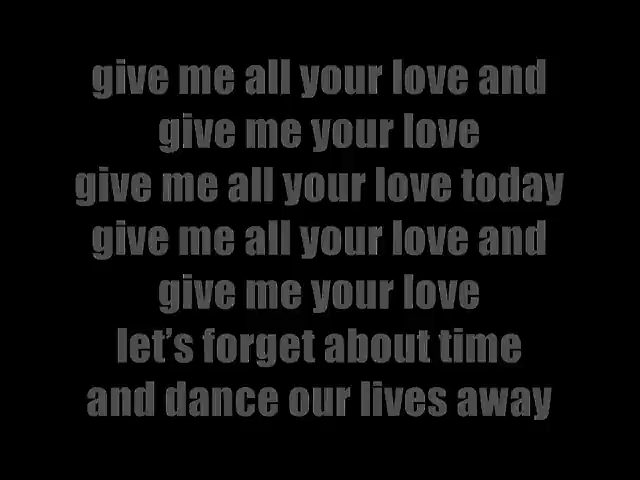 give me all your love and
give me your love
give me all your love today
give me all your love and
give me your love
let’s forget about time
and dance our lives away